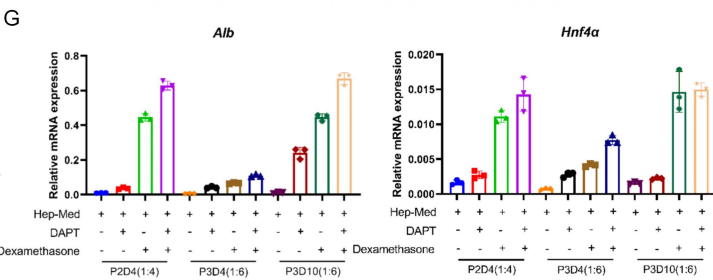 G
Alb
Relative mRNA expression
0.8
0.6
0.4
0.2
0.0
Hep-Med + + + + + + + + + + + +
DAPT - + - + - + - + - + - +
Dexamethasone - - + + - - + + - - + +
P2D4(1:4) P3D4(1:6) P3D10(1:6)
Hnf4α
Relative mRNA expression
0.020
0.015
0.010
0.005
0.000
Hep-Med + + + + + + + + + + + +
DAPT - + - + - + - + - + - +
Dexamethasone - - + + - - + + - - + +
P2D4(1:4) P3D4(1:6) P3D10(1:6)